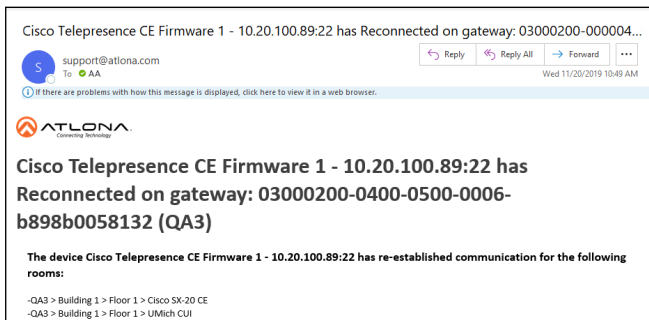 Cisco Telepresence CE Firmware 1 - 10.20.100.89:22 has Reconnected on gateway: 03000200-000004...
S
support@atlona.com
To AA
Reply
Reply All
Forward
...
Wed 11/20/2019 10:49 AM
If there are problems with how this message is displayed, click here to view it in a web browser.
ATLONA.
Connecting Technology
Cisco Telepresence CE Firmware 1 - 10.20.100.89:22 has
Reconnected on gateway: 03000200-0400-0500-0006-
b898b0058132 (QA3)
The device Cisco Telepresence CE Firmware 1 - 10.20.100.89:22 has re-established communication for the following
rooms:
-QA3 > Building 1 > Floor 1 > Cisco SX-20 CE
-QA3 > Building 1 > Floor 1 > UMich CUI